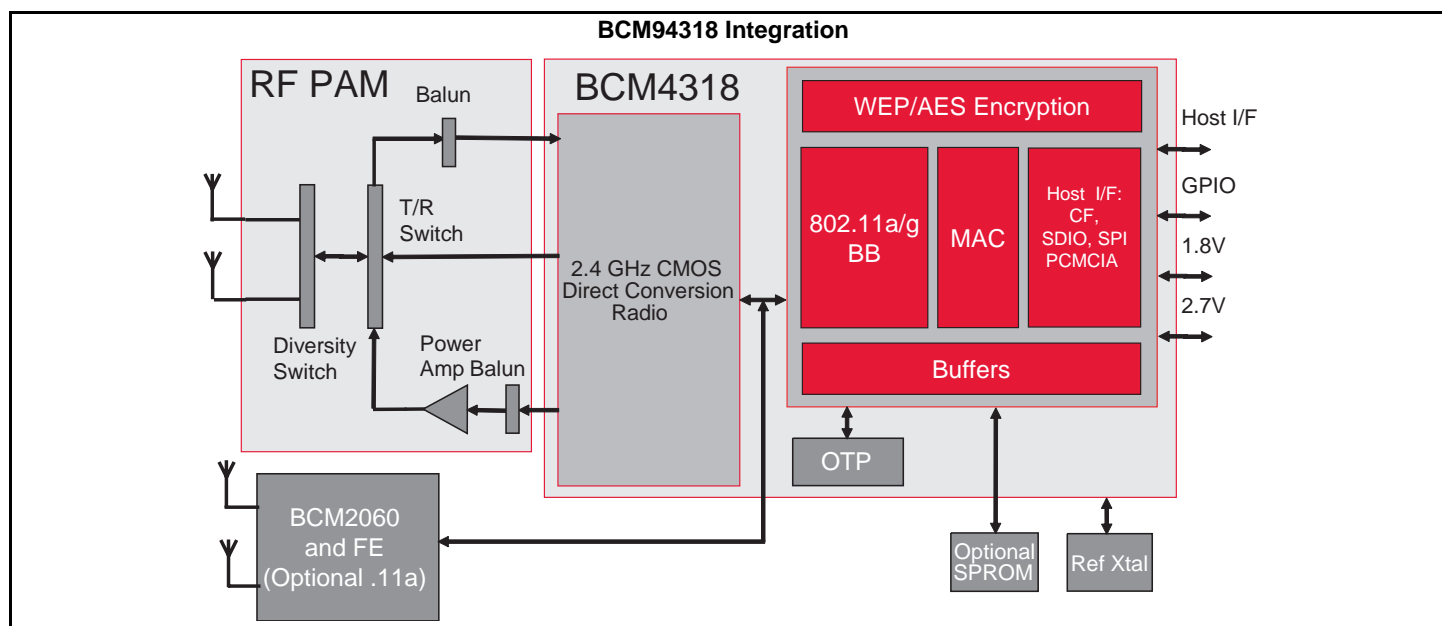 BCM94318 Integration
RF PAM
Balun
T/R
Switch
Diversity
Switch
Power
Amp Balun
BCM4318
2.4 GHz CMOS
Direct Conversion
Radio
WEP/AES Encryption
802.11a/g
BB
MAC
Host I/F:
CF,
SDIO, SPI
PCMCIA
Buffers
Host I/F
GPIO
1.8V
2.7V
OTP
BCM2060
and FE
(Optional .11a)
Optional
SPROM
Ref Xtal